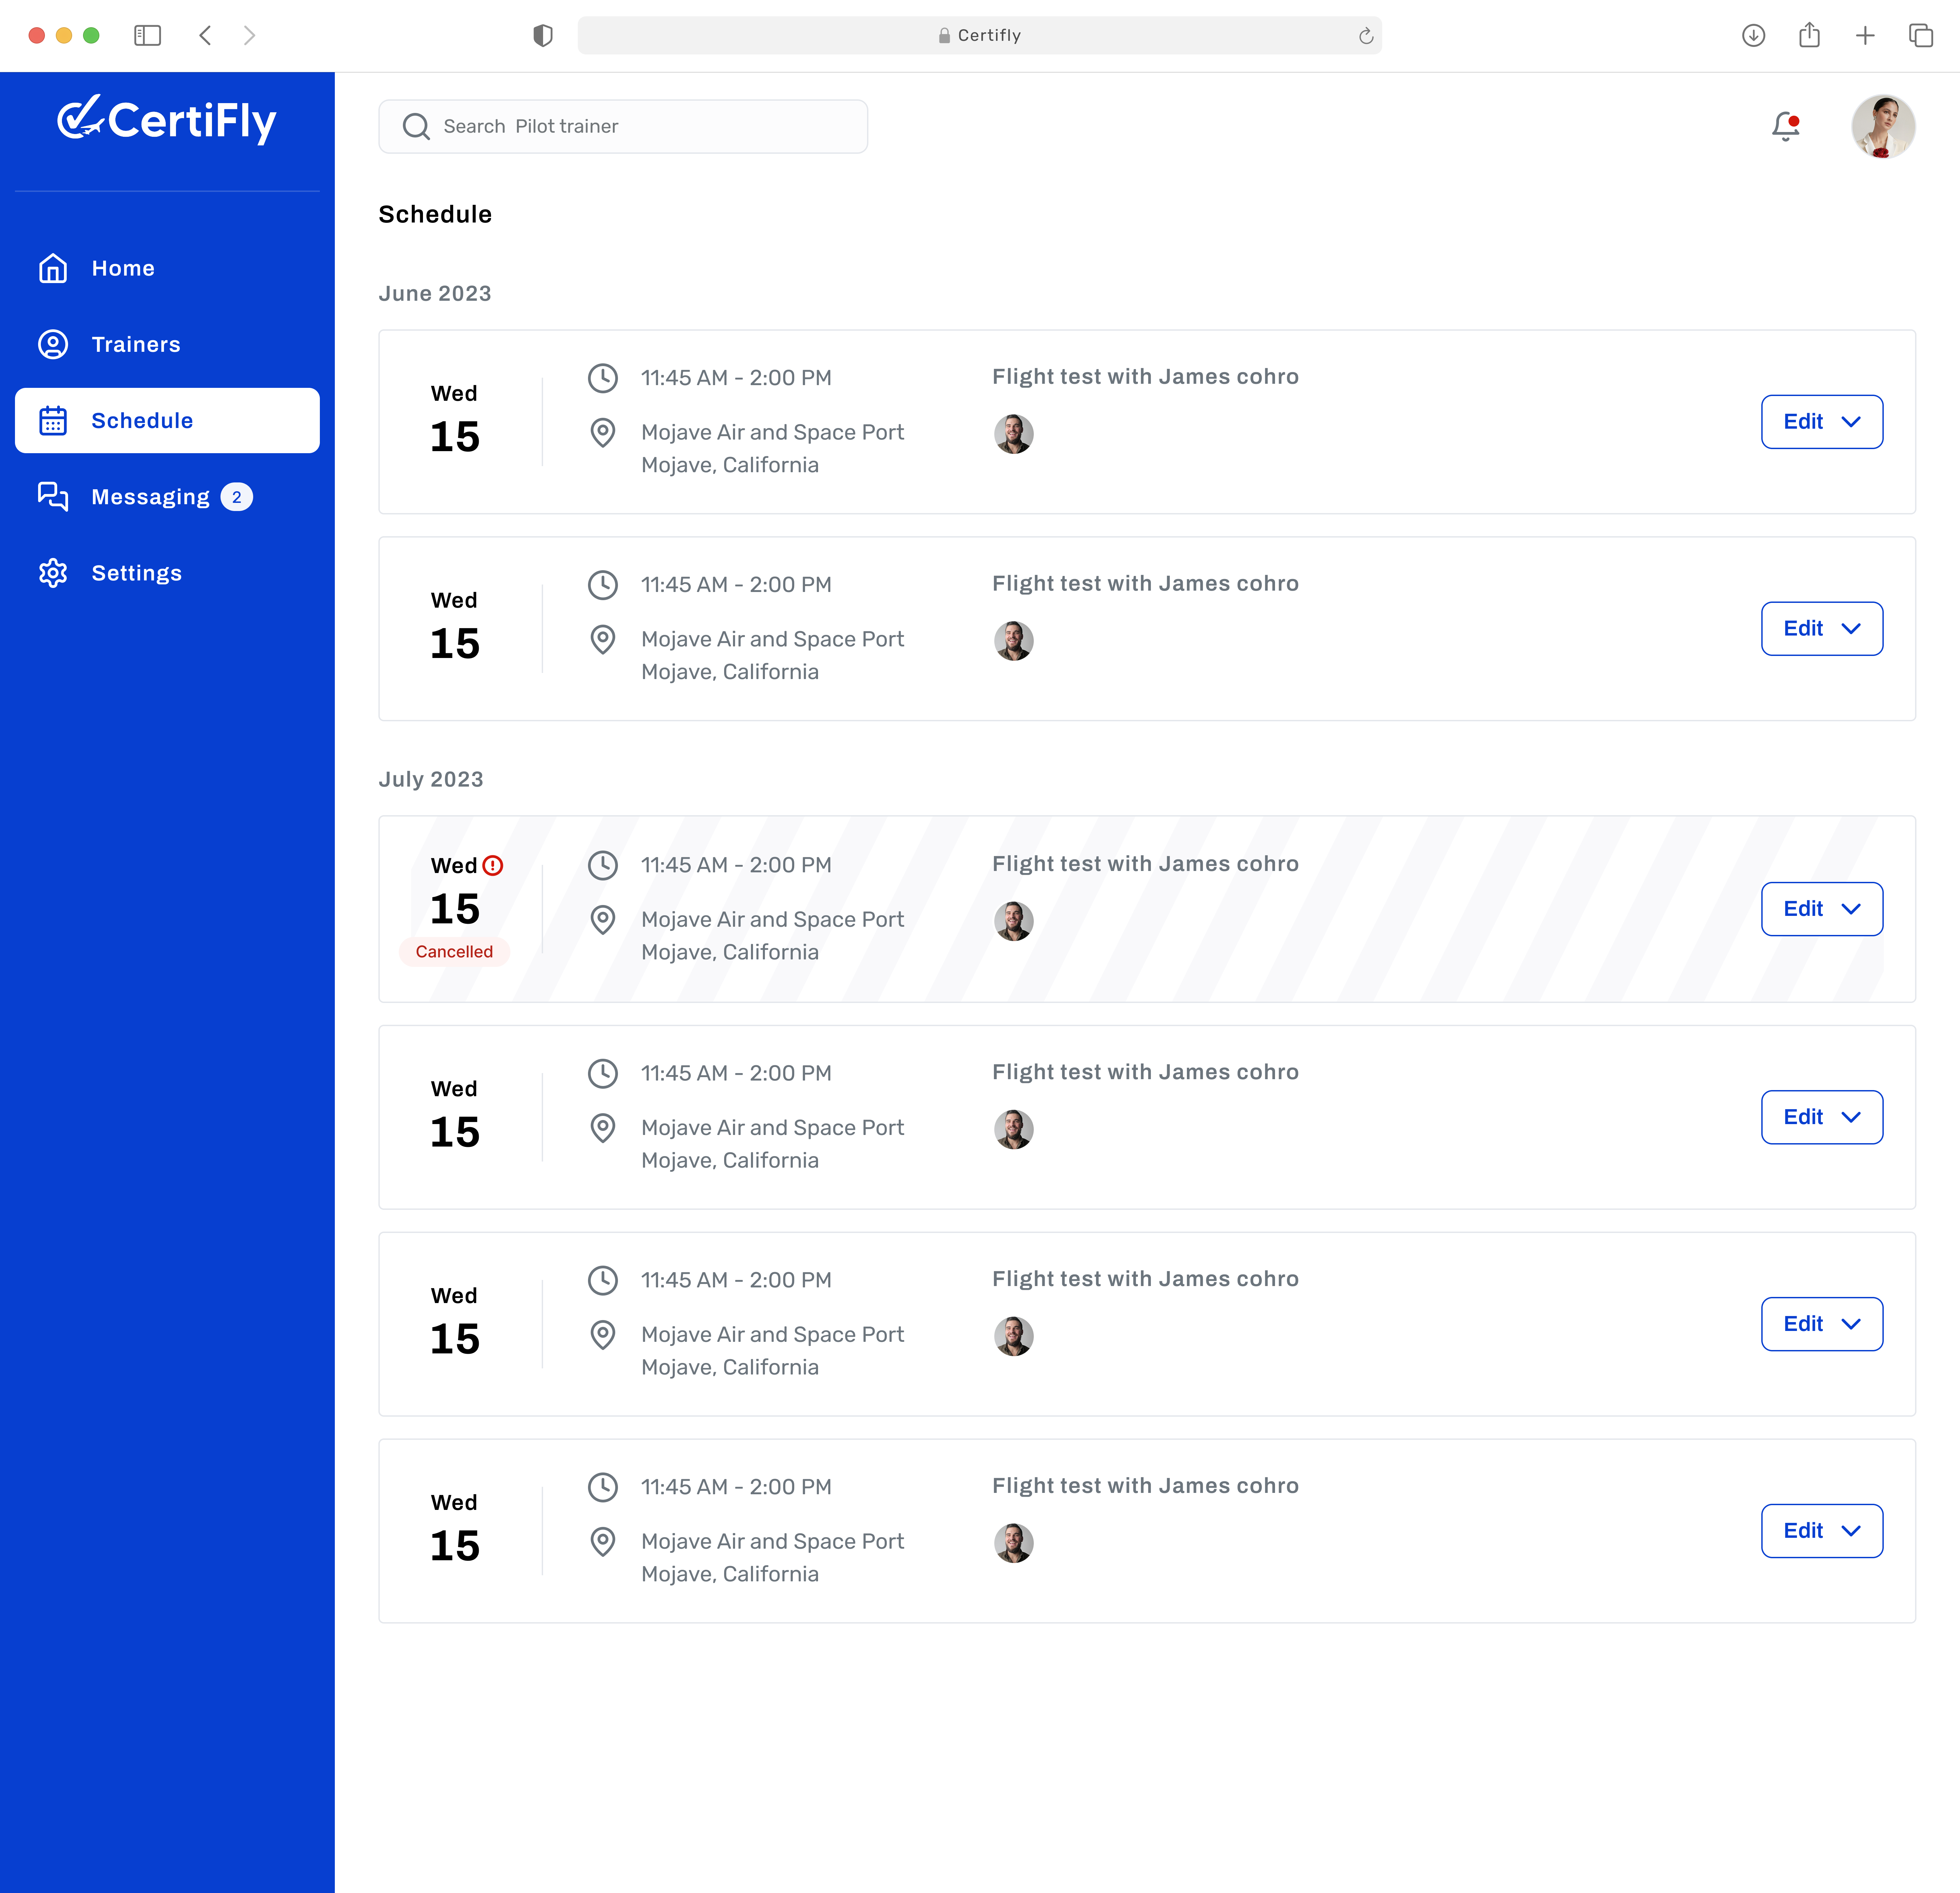 Certifly
CertiFly
Search Pilot trainer
Home
Trainers
Schedule
Messaging 2
Settings
Schedule
June 2023
Wed
15
11:45 AM - 2:00 PM
Mojave Air and Space Port
Mojave, California
Flight test with James cohro
Edit
Wed
15
11:45 AM - 2:00 PM
Mojave Air and Space Port
Mojave, California
Flight test with James cohro
Edit
July 2023
Wed
15
Cancelled
11:45 AM - 2:00 PM
Mojave Air and Space Port
Mojave, California
Flight test with James cohro
Edit
Wed
15
11:45 AM - 2:00 PM
Mojave Air and Space Port
Mojave, California
Flight test with James cohro
Edit
Wed
15
11:45 AM - 2:00 PM
Mojave Air and Space Port
Mojave, California
Flight test with James cohro
Edit
Wed
15
11:45 AM - 2:00 PM
Mojave Air and Space Port
Mojave, California
Flight test with James cohro
Edit